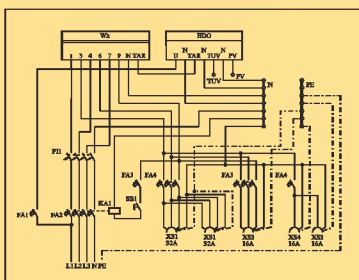 Wh HDO
1 3 4 6 7 9 N TAR U N TAR N TUV N PV
TUV PV
N PE
FI1
FA1 FA2 KA1 FA3 SB1 FA4 FA3 FA4
XS1 32A XS1 32A XS1 16A XS4 16A XS3 16A
L1 L2 L3 N PE